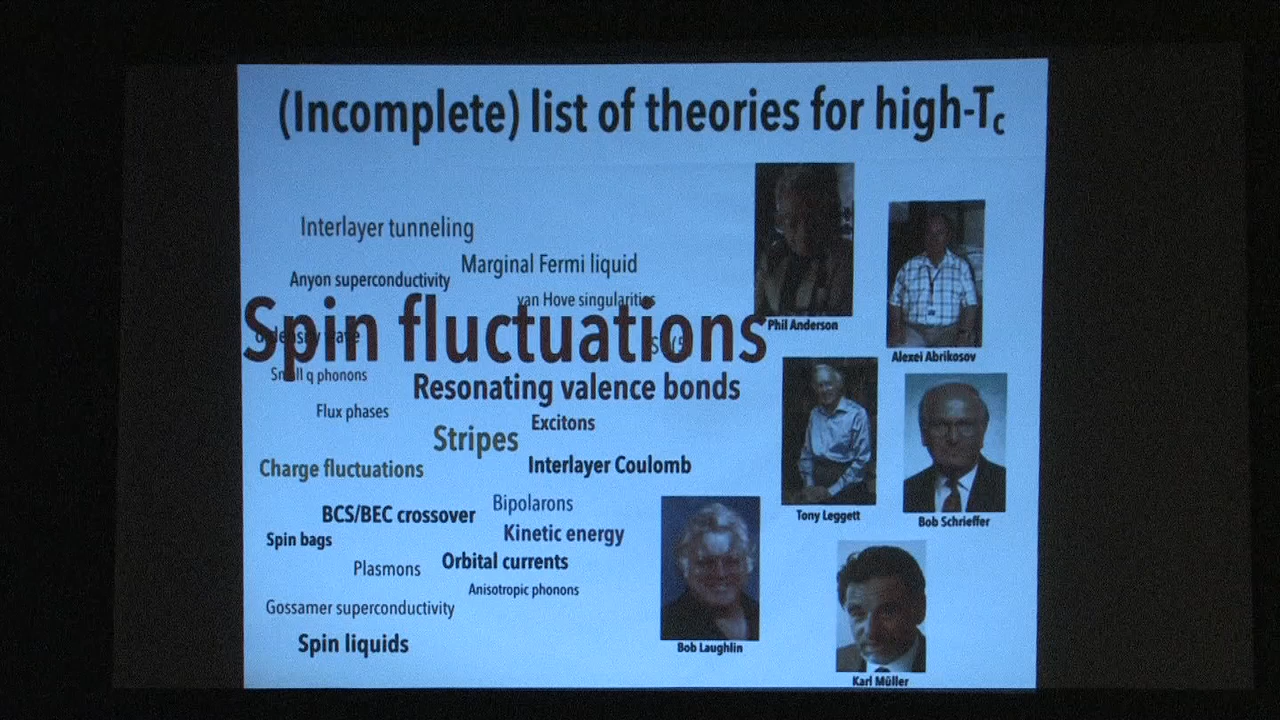 (Incomplete) list of theories for high-Tc
Interlayer tunneling
Marginal Fermi liquid
Anyon superconductivity
van Hove singularities
Spin fluctuations
Small q phonons
Resonating valence bonds
Flux phases
Excitons
Stripes
Charge fluctuations
Interlayer Coulomb
BCS/BEC crossover
Bipolarons
Kinetic energy
Spin bags
Orbital currents
Plasmons
Anisotropic phonons
Gossamer superconductivity
Spin liquids
Phil Anderson
Alexei Abrikosov
Tony Leggett
Bob Schrieffer
Bob Laughlin
Karl Müller